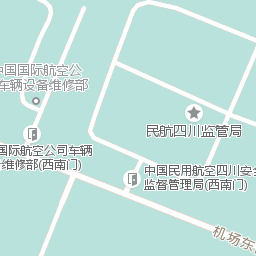 中国国际航空公
车辆设备维修部
民航四川监管局
国际航空公司车辆
备维修部(西南门)
中国民用航空四川安全
监督管理局(西南门)
机场东